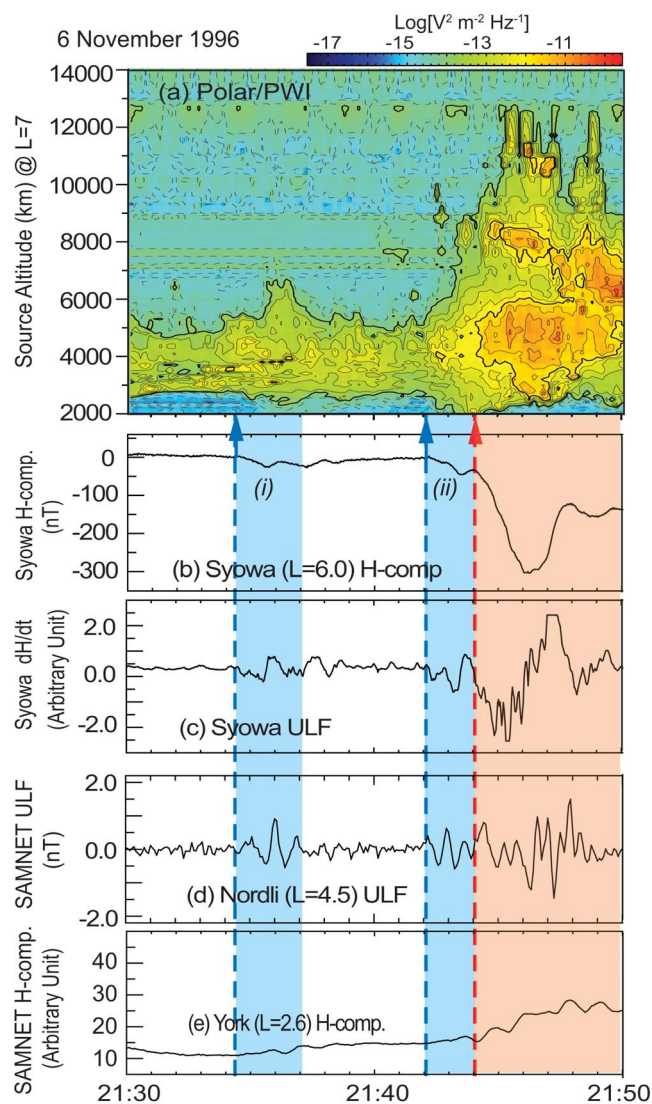 6 November 1996
Log[V² m⁻² Hz⁻¹]
-17 -15 -13 -11
(a) Polar/PWI
Source Altitude (km) @ L=7
14000
12000
10000
8000
6000
4000
2000
Syowa H-comp.
(nT)
0
-100
-200
-300
(i)
(ii)
(b) Syowa (L=6.0) H-comp
Syowa dH/dt
(Arbitrary Unit)
2.0
0.0
-2.0
(c) Syowa ULF
SAMNET ULF
(nT)
2.0
0.0
-2.0
(d) Nordli (L=4.5) ULF
SAMNET H-comp.
(Arbitrary Unit)
40
30
20
10
(e) York (L=2.6) H-comp.
21:30 21:40 21:50